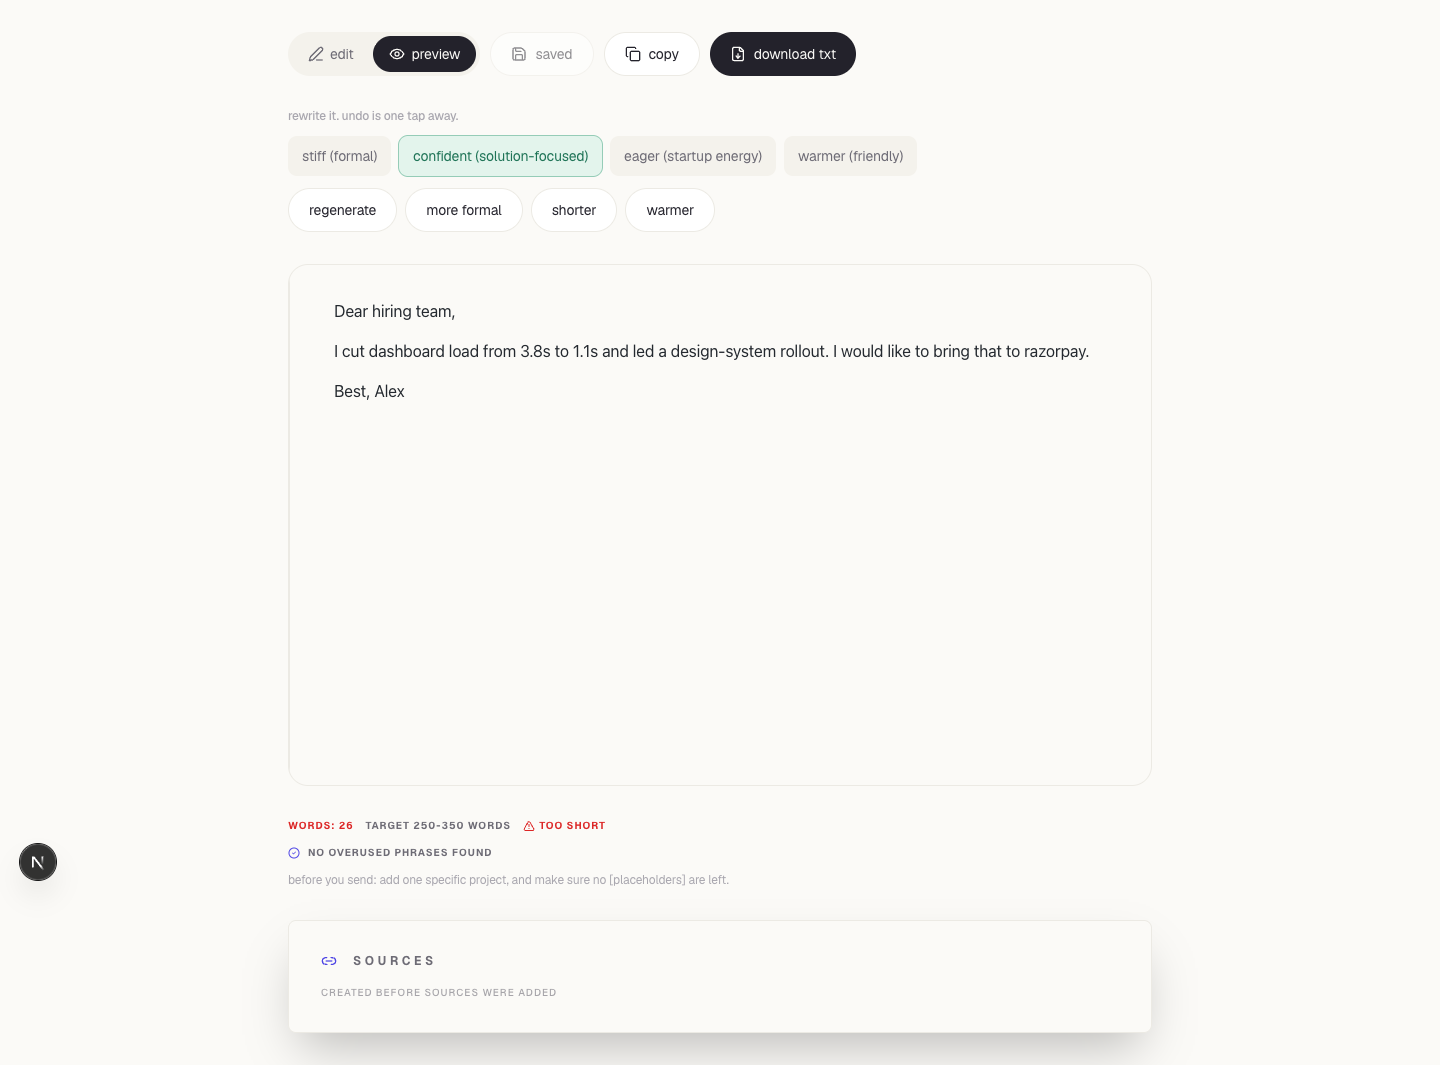 edit preview saved copy download txt
rewrite it. undo is one tap away.
stiff (formal) confident (solution-focused) eager (startup energy) warmer (friendly)
regenerate more formal shorter warmer
Dear hiring team,
I cut dashboard load from 3.8s to 1.1s and led a design-system rollout. I would like to bring that to razorpay.
Best, Alex
WORDS: 26 TARGET 250-350 WORDS TOO SHORT
NO OVERUSED PHRASES FOUND
before you send: add one specific project, and make sure no [placeholders] are left.
N
SOURCES
CREATED BEFORE SOURCES WERE ADDED